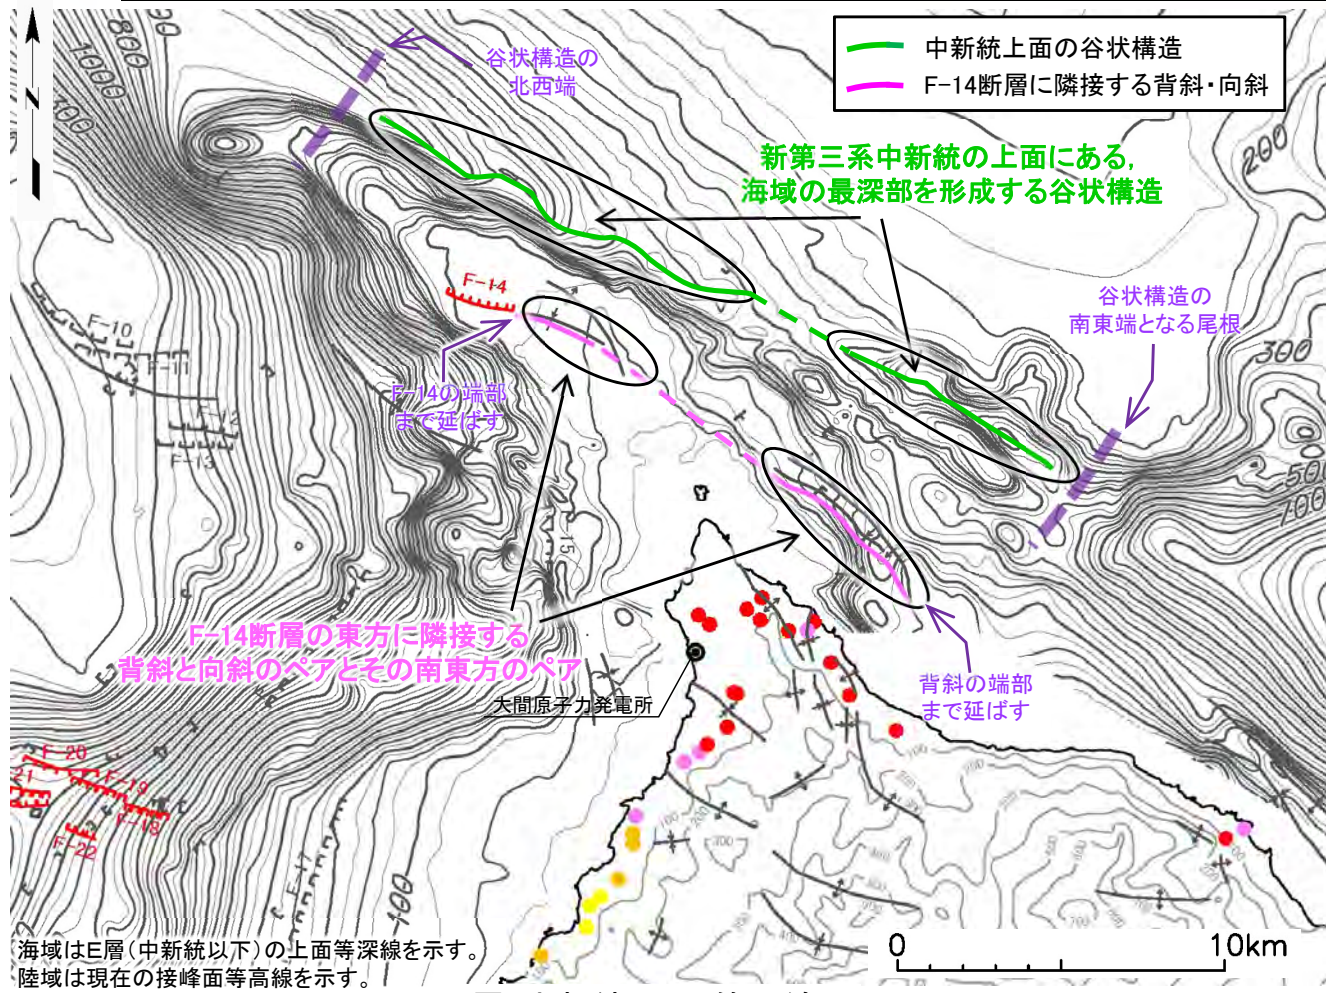 中新統上面の谷状構造
F-14断層に隣接する背斜・向斜
谷状構造の
北西端
新第三系中新統の上面にある,
海域の最深部を形成する谷状構造
谷状構造の
南東端となる尾根
N
800
1000
200
300
500
700
F-14
F-10
F-11
F-12
F-13
F-14の端部
まで延ばす
F-15
F-14断層の東方に隣接する
背斜と向斜のペアとその南東方のペア
大間原子力発電所
背斜の端部
まで延ばす
F-20
F-19
21
F-18
F-22
F-17
100
200
300
400
海域はE層(中新統以下)の上面等深線を示す。
陸域は現在の接峰面等高線を示す。
0
10km